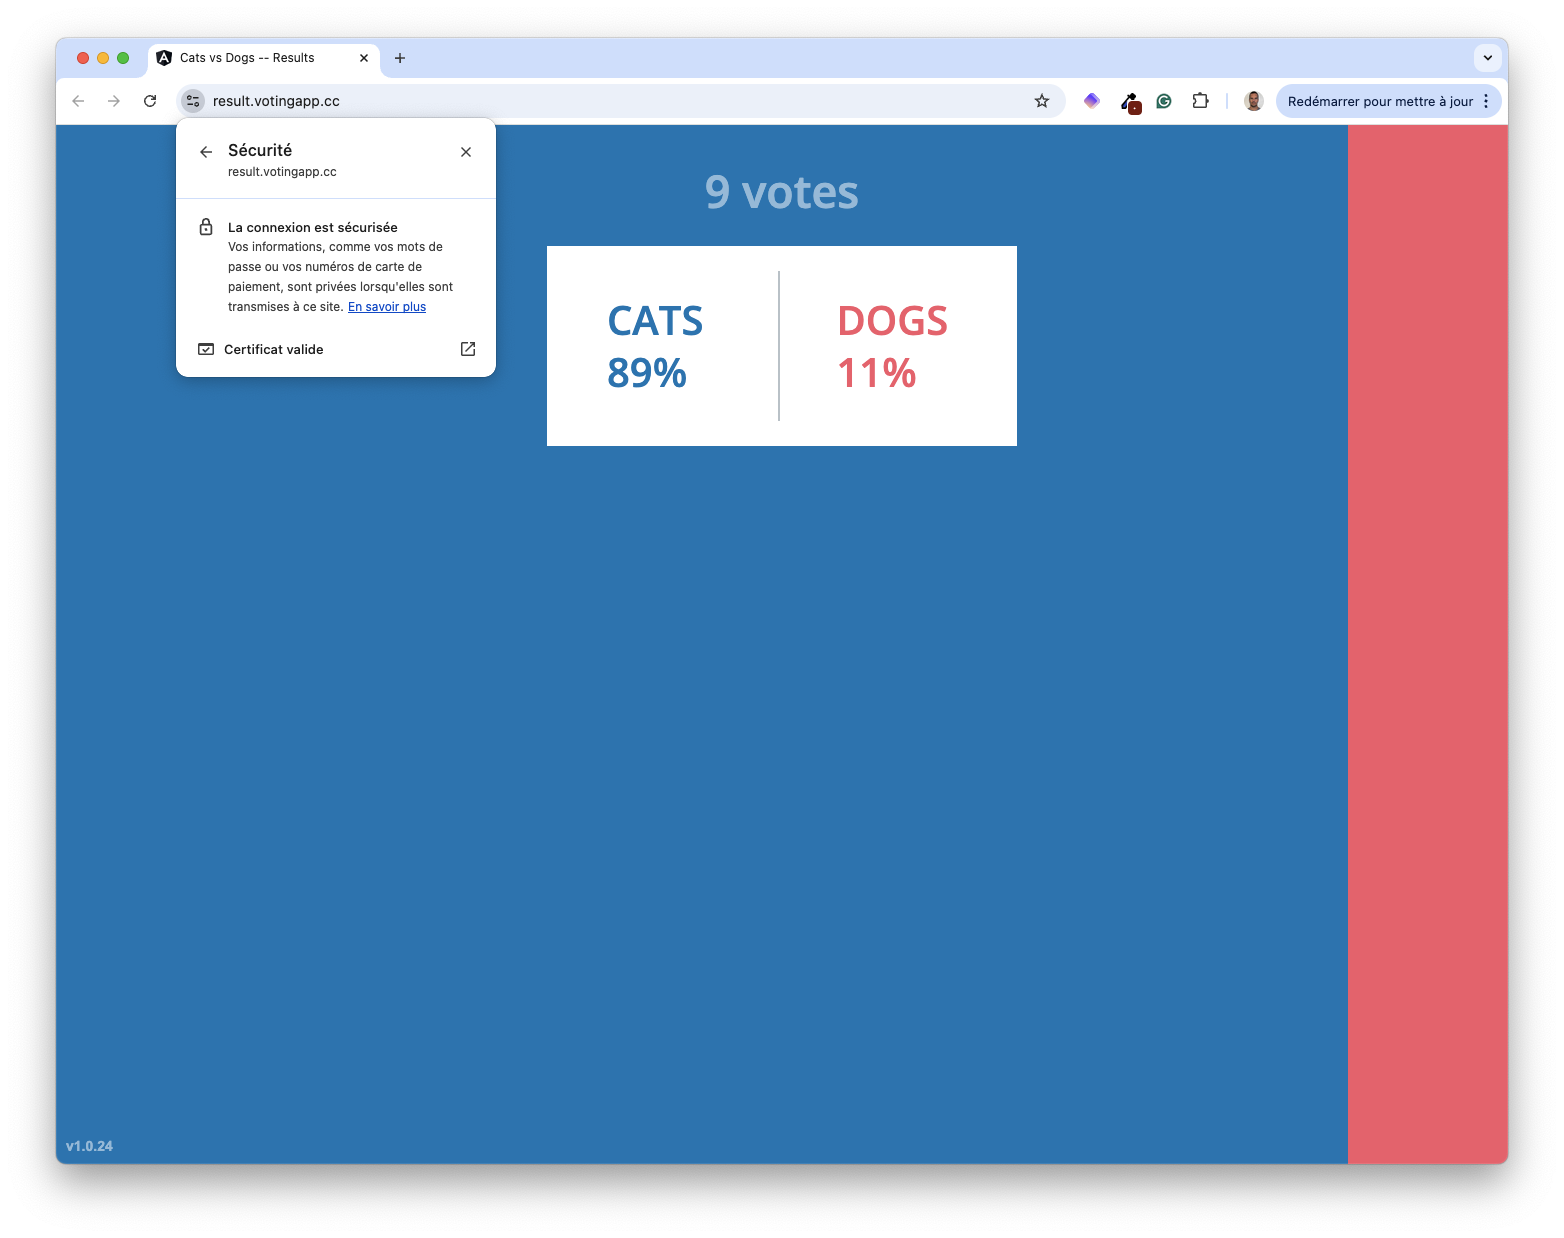 Cats vs Dogs -- Results
result.votingapp.cc
Redémarrer pour mettre à jour
Sécurité
result.votingapp.cc
La connexion est sécurisée
Vos informations, comme vos mots de
passe ou vos numéros de carte de
paiement, sont privées lorsqu'elles sont
transmises à ce site. En savoir plus
Certificat valide
9 votes
CATS
89%
DOGS
11%
v1.0.24